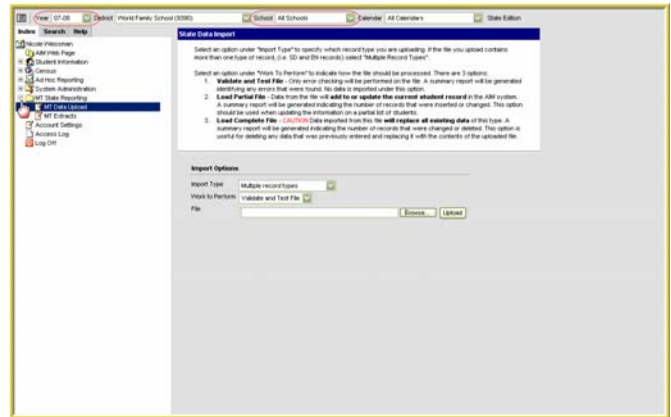 Year 07-08 District World Family School (9390) School All Schools Calendar All Calendars State Edition
Index Search Help
Nicole Weissman
AIM Web Page
Student Information
Census
Ad Hoc Reporting
System Administration
MT State Reporting
MT Data Upload
MT Extracts
Account Settings
Access Log
Log Off
State Data Import
Select an option under "Import Type" to specify which record type you are uploading. If the file you upload contains
more than one type of record, (i.e. SD and EN records) select "Multiple Record Types".
Select an option under "Work To Perform" to indicate how the file should be processed. There are 3 options:
1. Validate and Test File - Only error checking will be performed on the file. A summary report will be generated
identifying any errors that were found. No data is imported under this option.
2. Load Partial File - Data from the file will add to or update the current student record in the AIM system.
A summary report will be generated indicating the number of records that were inserted or changed. This option
should be used when updating the information on a partial list of students.
3. Load Complete File - CAUTION Data imported from this file will replace all existing data of this type. A
summary report will be generated indicating the number of records that were changed or deleted. This option is
useful for deleting any data that was previously entered and replacing it with the contents of the uploaded file.
Import Options
Import Type Multiple record types
Work to Perform Validate and Test File
File Browse... Upload